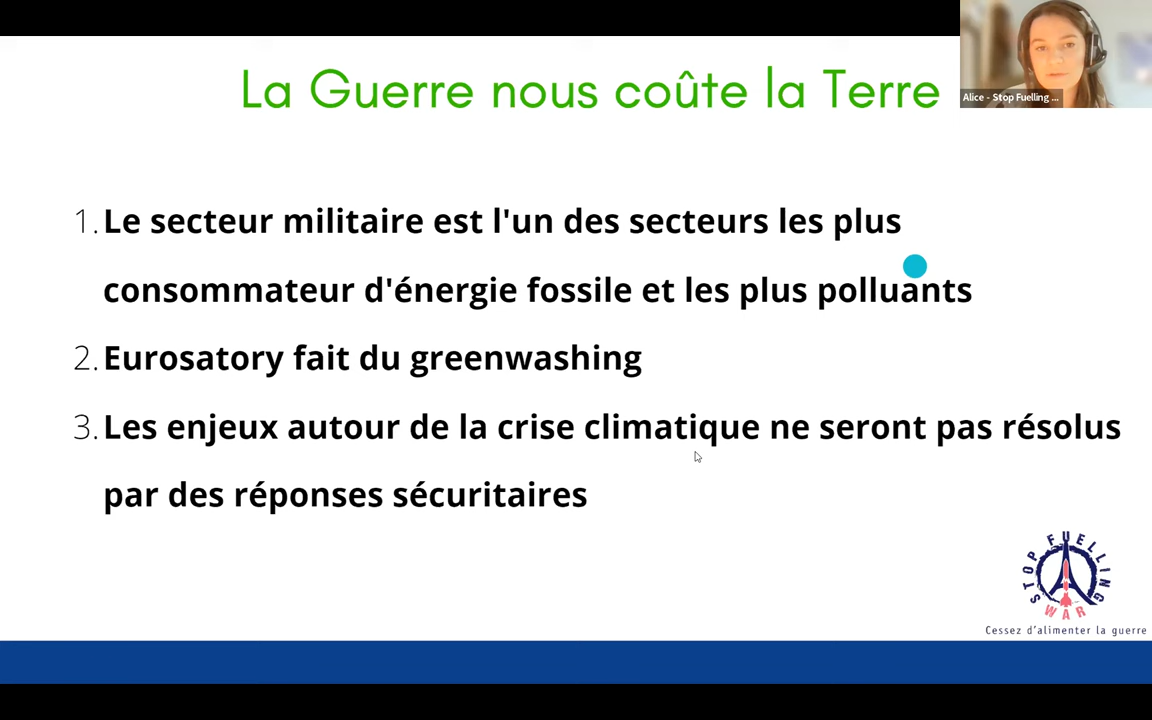 La Guerre nous coûte la Terre
Alice - Stop Fuelling ...
1. Le secteur militaire est l'un des secteurs les plus
consommateur d'énergie fossile et les plus polluants
2. Eurosatory fait du greenwashing
3. Les enjeux autour de la crise climatique ne seront pas résolus
par des réponses sécuritaires
STOP FUELLING
WAR
Cessez d'alimenter la guerre